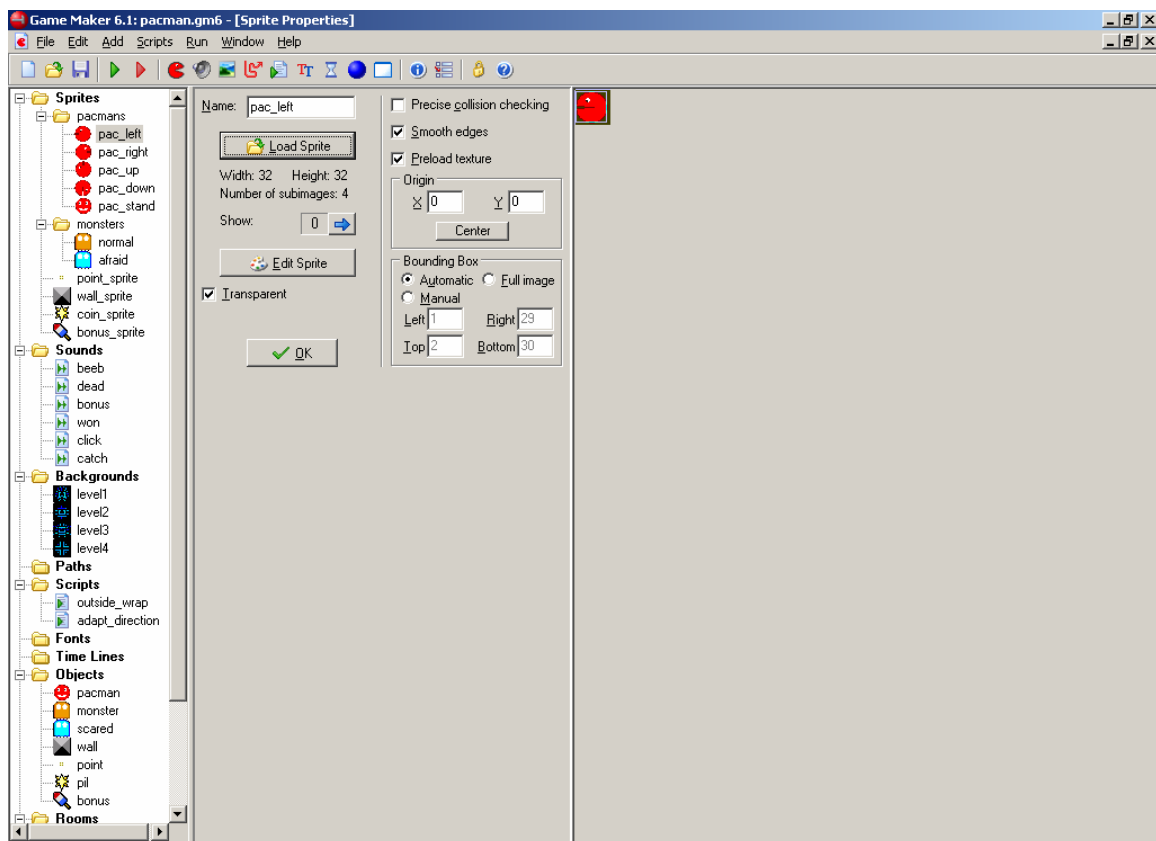 Game Maker 6.1: pacman.gm6 - [Sprite Properties]
File Edit Add Scripts Run Window Help
Sprites
pacmans
pac_left
pac_right
pac_up
pac_down
pac_stand
monsters
normal
afraid
point_sprite
wall_sprite
coin_sprite
bonus_sprite
Sounds
beeb
dead
bonus
won
click
catch
Backgrounds
level1
level2
level3
level4
Paths
Scripts
outside_wrap
adapt_direction
Fonts
Time Lines
Objects
pacman
monster
scared
wall
point
pil
bonus
Rooms
Name: pac_left
Load Sprite
Width: 32 Height: 32
Number of subimages: 4
Show: 0
Edit Sprite
Transparent
OK
Precise collision checking
Smooth edges
Preload texture
Origin
X 0 Y 0
Center
Bounding Box
Automatic Full image
Manual
Left 1 Right 29
Top 2 Bottom 30